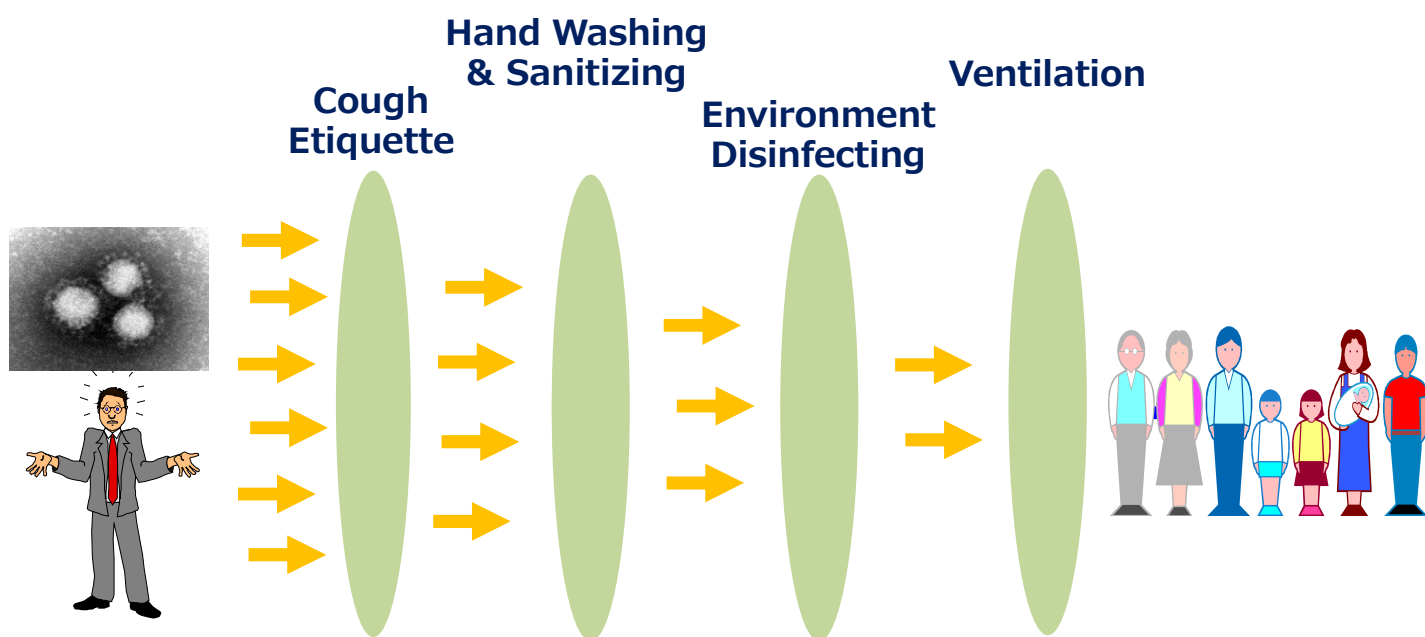 Cough
Etiquette
Hand Washing
& Sanitizing
Environment
Disinfecting
Ventilation